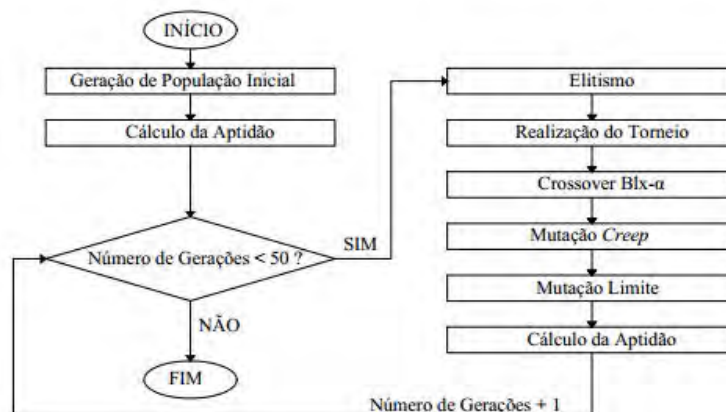 INÍCIO
Geração de População Inicial
Cálculo da Aptidão
Número de Gerações < 50 ?
SIM
NÃO
FIM
Elitismo
Realização do Torneio
Crossover Blx-α
Mutação Creep
Mutação Limite
Cálculo da Aptidão
Número de Gerações + 1